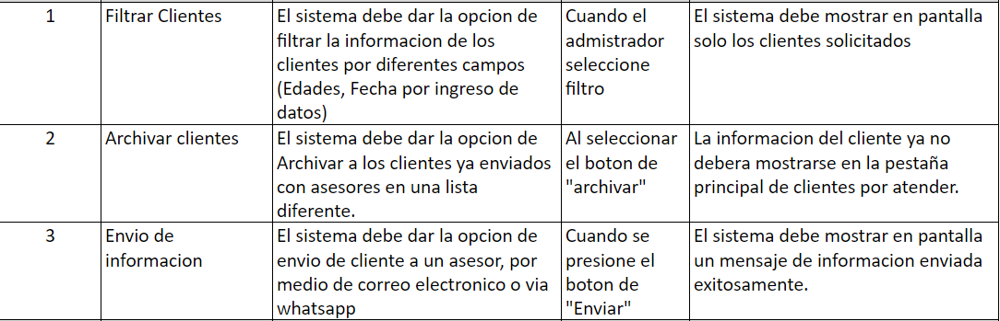 1
Filtrar Clientes
El sistema debe dar la opcion de
filtrar la informacion de los
clientes por diferentes campos
(Edades, Fecha por ingreso de
datos)
Cuando el
admistrador
seleccione
filtro
El sistema debe mostrar en pantalla
solo los clientes solicitados
2
Archivar clientes
El sistema debe dar la opcion de
Archivar a los clientes ya enviados
con asesores en una lista
diferente.
Al seleccionar
el boton de
"archivar"
La informacion del cliente ya no
debera mostrarse en la pestaña
principal de clientes por atender.
3
Envio de
informacion
El sistema debe dar la opcion de
envio de cliente a un asesor, por
medio de correo electronico o via
whatsapp
Cuando se
presione el
boton de
"Enviar"
El sistema debe mostrar en pantalla
un mensaje de informacion enviada
exitosamente.